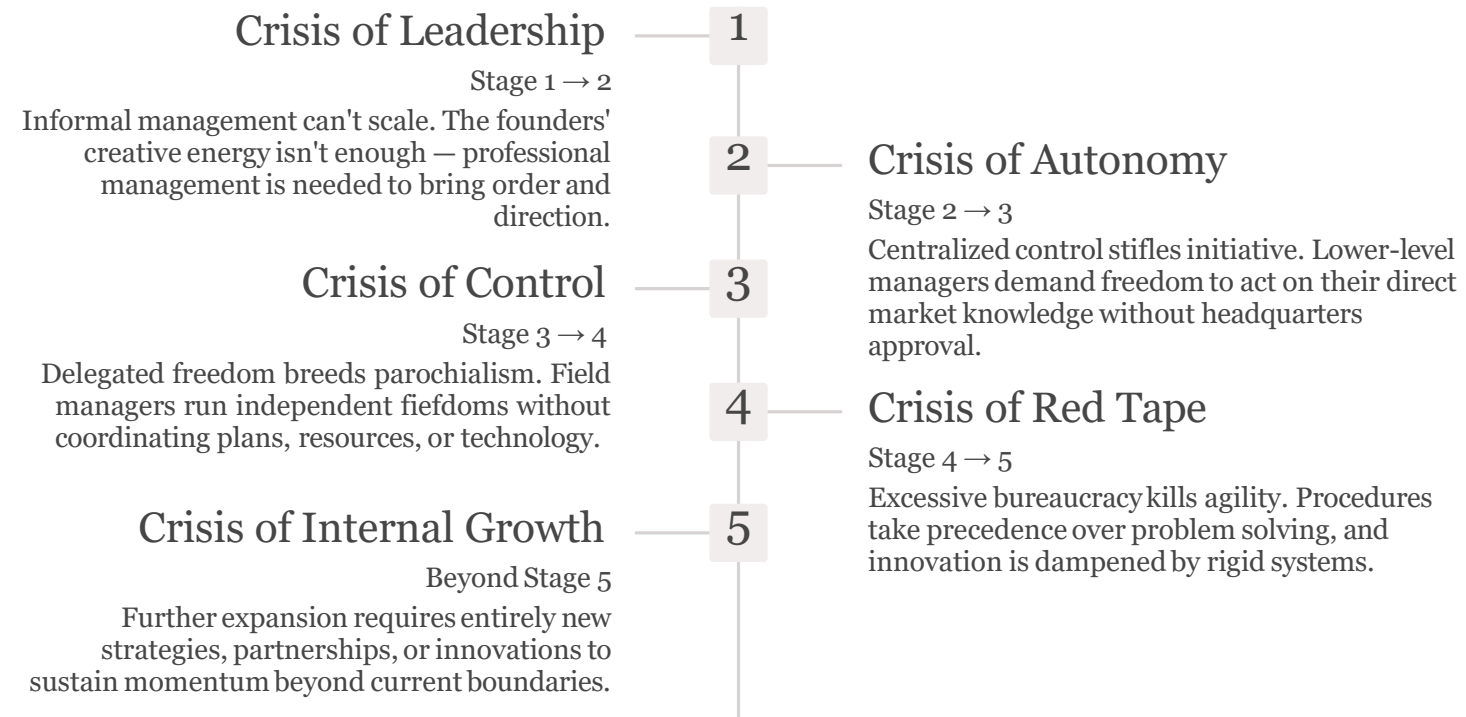 Crisis of Leadership
1
Stage 1 → 2
Informal management can't scale. The founders'
creative energy isn't enough — professional
management is needed to bring order and
direction.
2
Crisis of Autonomy
Stage 2 → 3
Centralized control stifles initiative. Lower-level
managers demand freedom to act on their direct
market knowledge without headquarters
approval.
Crisis of Control
3
Stage 3 → 4
Delegated freedom breeds parochialism. Field
managers run independent fiefdoms without
coordinating plans, resources, or technology.
4
Crisis of Red Tape
Stage 4 → 5
Excessive bureaucracy kills agility. Procedures
take precedence over problem solving, and
innovation is dampened by rigid systems.
Crisis of Internal Growth
5
Beyond Stage 5
Further expansion requires entirely new
strategies, partnerships, or innovations to
sustain momentum beyond current boundaries.